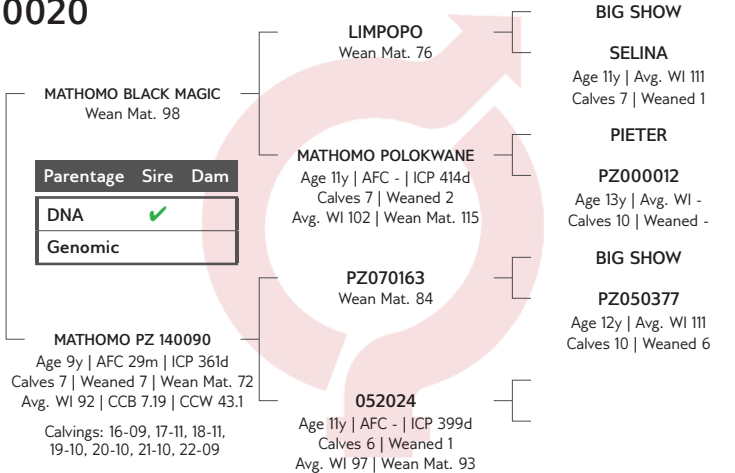 0020
MATHOMO BLACK MAGIC
Wean Mat. 98
Parentage Sire Dam
DNA ✔
Genomic
MATHOMO PZ 140090
Age 9y | AFC 29m | ICP 361d
Calves 7 | Weaned 7 | Wean Mat. 72
Avg. WI 92 | CCB 7.19 | CCW 43.1
Calvings: 16-09, 17-11, 18-11,
19-10, 20-10, 21-10, 22-09
LIMPOPO
Wean Mat. 76
MATHOMO POLOKWANE
Age 11y | AFC - | ICP 414d
Calves 7 | Weaned 2
Avg. WI 102 | Wean Mat. 115
PZ070163
Wean Mat. 84
052024
Age 11y | AFC - | ICP 399d
Calves 6 | Weaned 1
Avg. WI 97 | Wean Mat. 93
BIG SHOW
SELINA
Age 11y | Avg. WI 111
Calves 7 | Weaned 1
PIETER
PZ000012
Age 13y | Avg. WI -
Calves 10 | Weaned -
BIG SHOW
PZ050377
Age 12y | Avg. WI 111
Calves 10 | Weaned 6